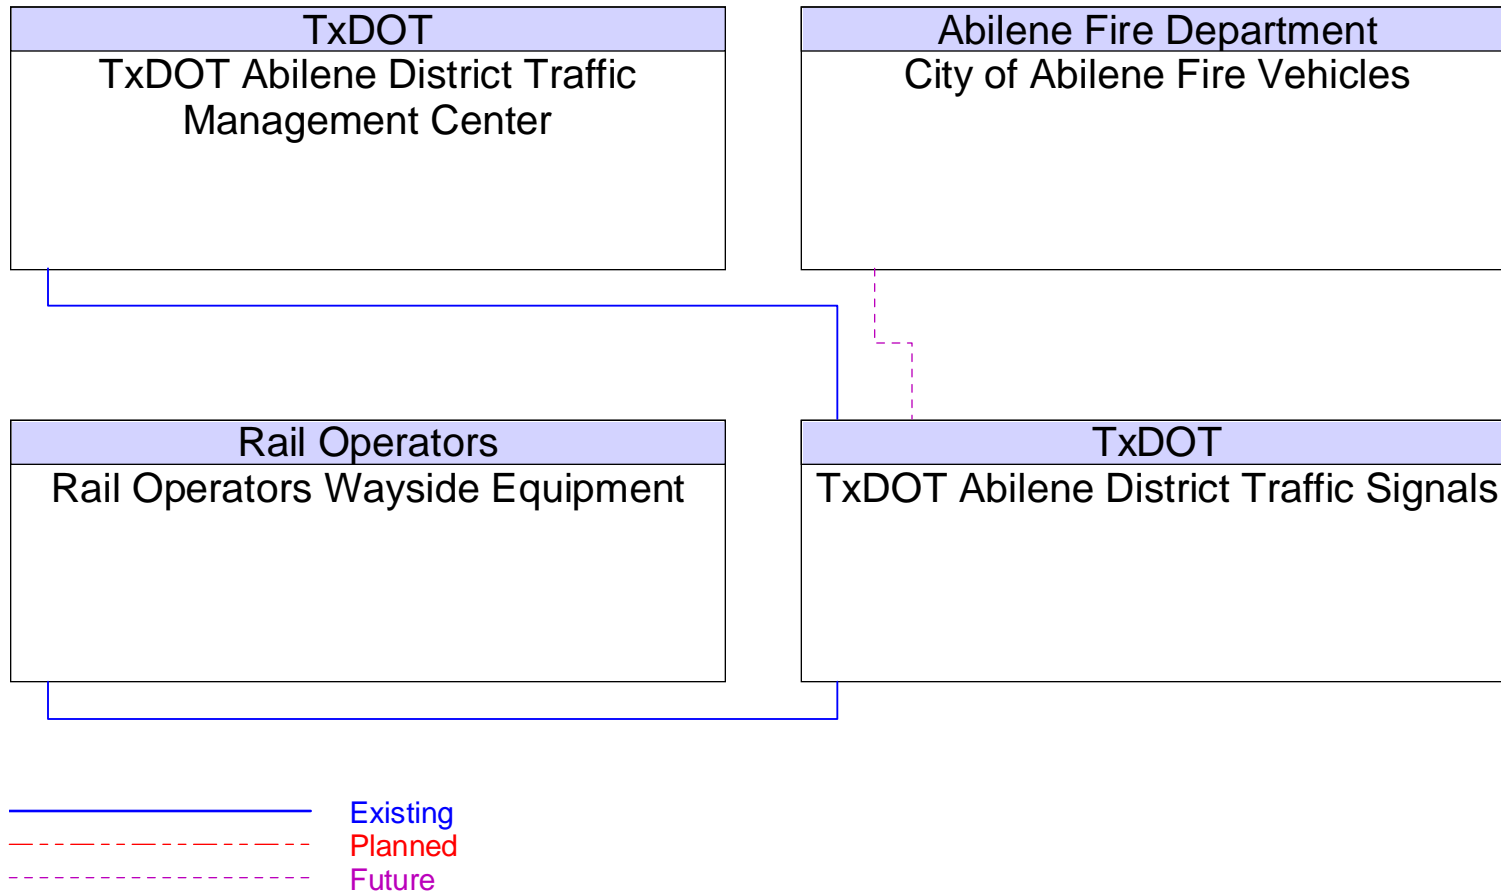 TxDOT
TxDOT Abilene District Traffic
Management Center
Abilene Fire Department
City of Abilene Fire Vehicles
Rail Operators
Rail Operators Wayside Equipment
TxDOT
TxDOT Abilene District Traffic Signals
Existing
Planned
Future